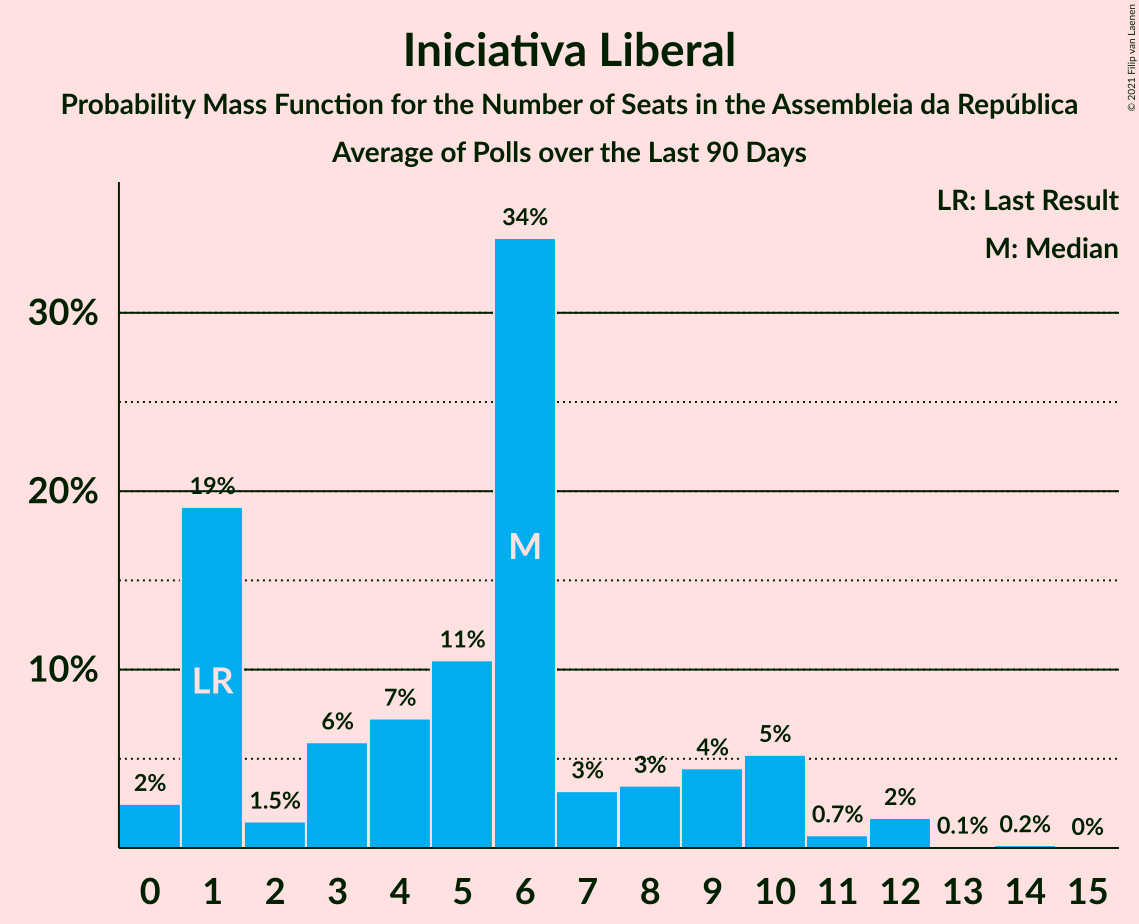 Iniciativa Liberal
Probability Mass Function for the Number of Seats in the Assembleia da República
Average of Polls over the Last 90 Days
© 2021 Filip van Laenen
LR: Last Result
M: Median
34%
30%
19%
20%
M
11%
10%
LR
7%
6%
5%
4%
3%
3%
2%
2%
1.5%
0.7%
0.1%
0.2%
0%
0 1 2 3 4 5 6 7 8 9 10 11 12 13 14 15